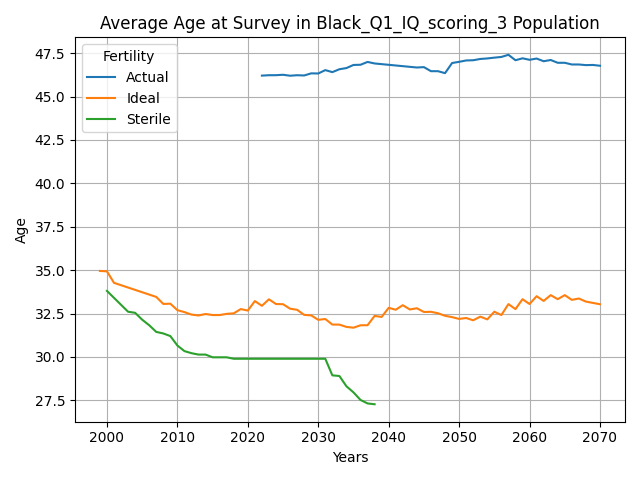 Average Age at Survey in Black_Q1_IQ_scoring_3 Population
Fertility
Actual
Ideal
Sterile
47.5
45.0
42.5
40.0
37.5
35.0
32.5
30.0
27.5
Age
2000 2010 2020 2030 2040 2050 2060 2070
Years